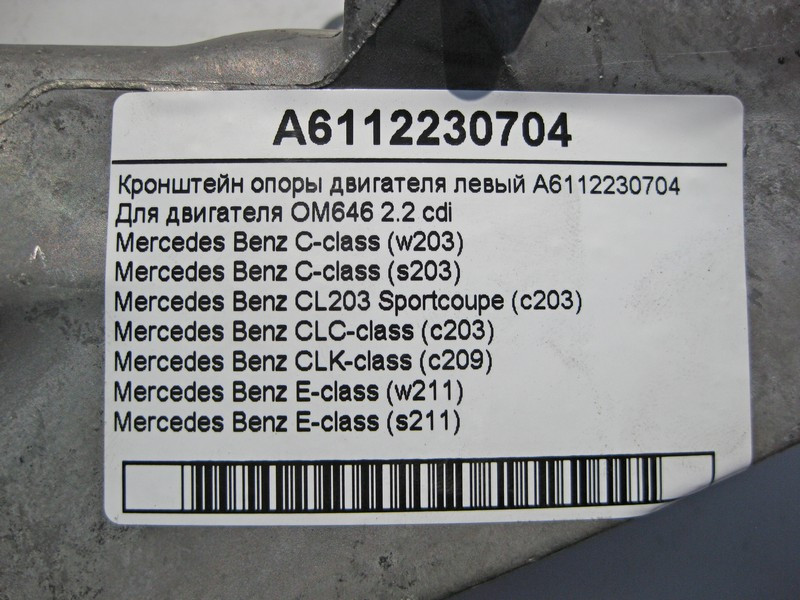 A6112230704
Кронштейн опоры двигателя левый A6112230704
Для двигателя OM646 2.2 cdi
Mercedes Benz C-class (w203)
Mercedes Benz C-class (s203)
Mercedes Benz CL203 Sportcoupe (c203)
Mercedes Benz CLC-class (c203)
Mercedes Benz CLK-class (c209)
Mercedes Benz E-class (w211)
Mercedes Benz E-class (s211)